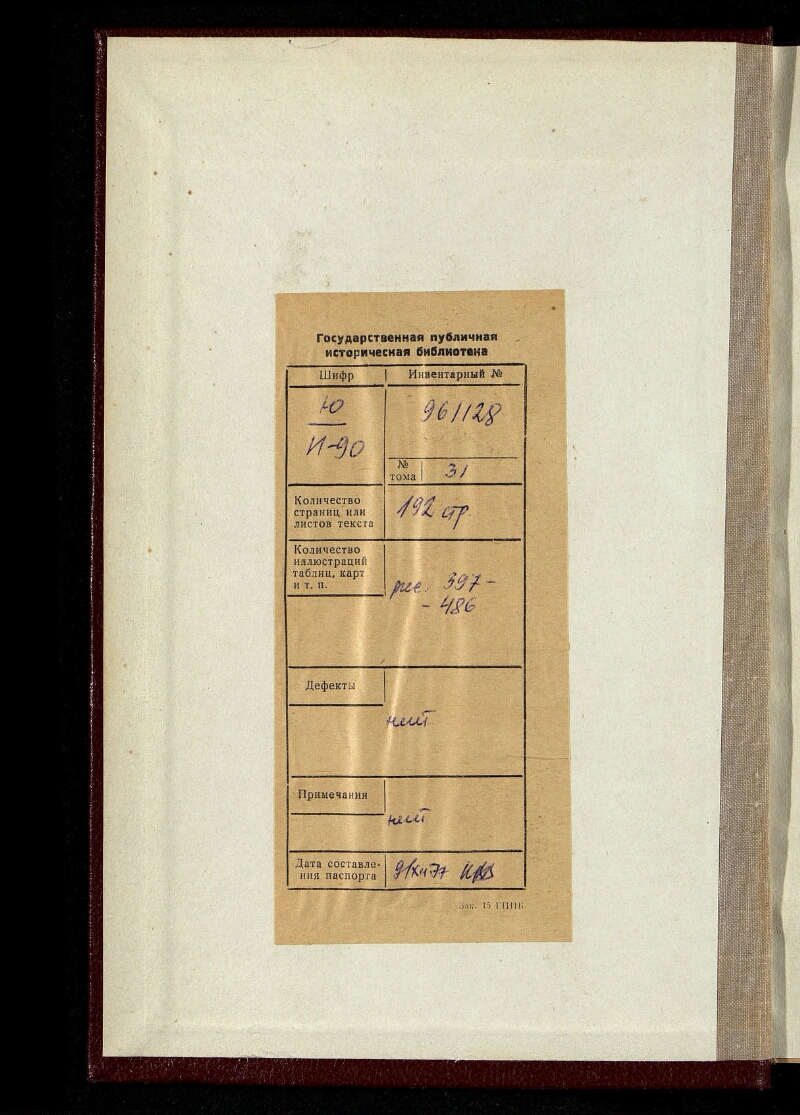 Государственная публичная
историческая библиотека
Шифр
Инвентарный №
Ю
И-90
961128
№
тома
31
Количество
страниц или
листов текста
192 стр
Количество
иллюстраций
таблиц, карт
и т. п.
рис. 397-
- 486
Дефекты
нет
Примечания
нет
Дата составле-
ния паспорта
Зак. 15 ГПИБ